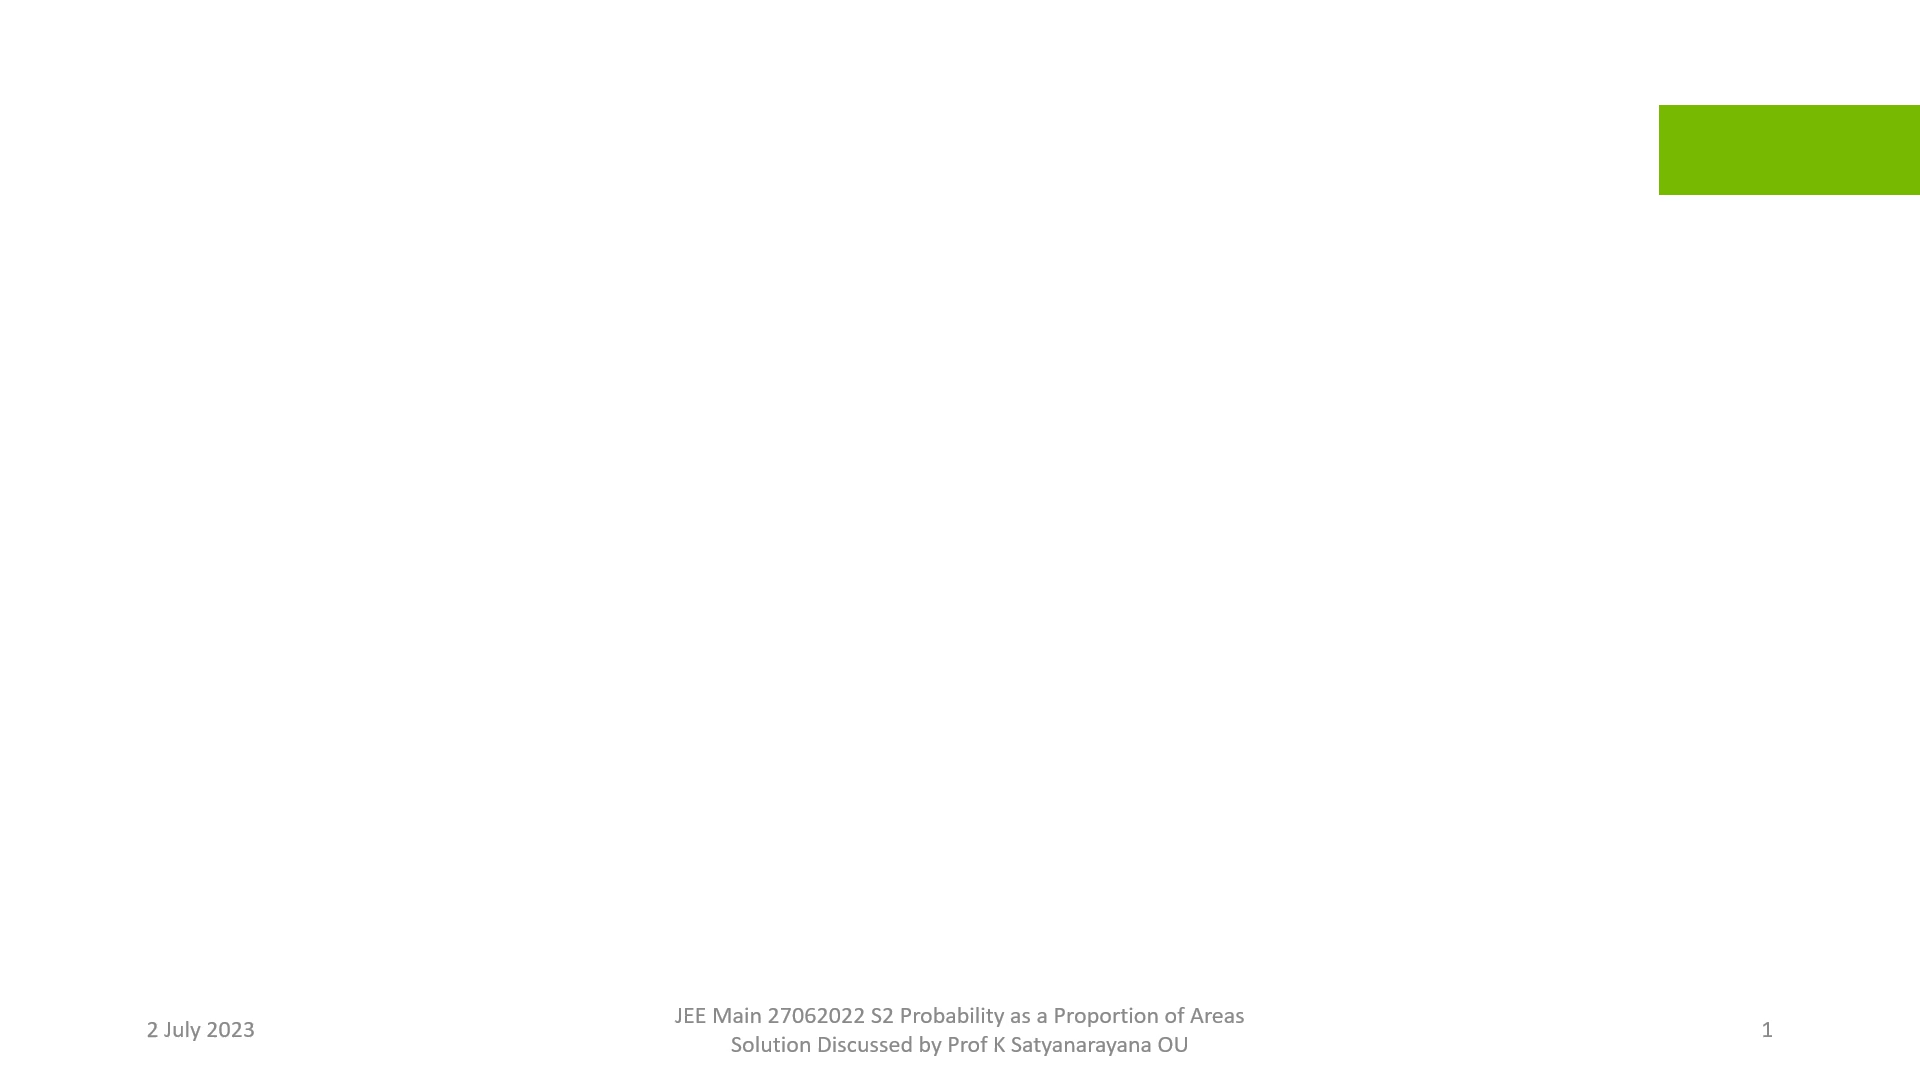 2 July 2023
JEE Main 27062022 S2 Probability as a Proportion of Areas
Solution Discussed by Prof K Satyanarayana OU
1